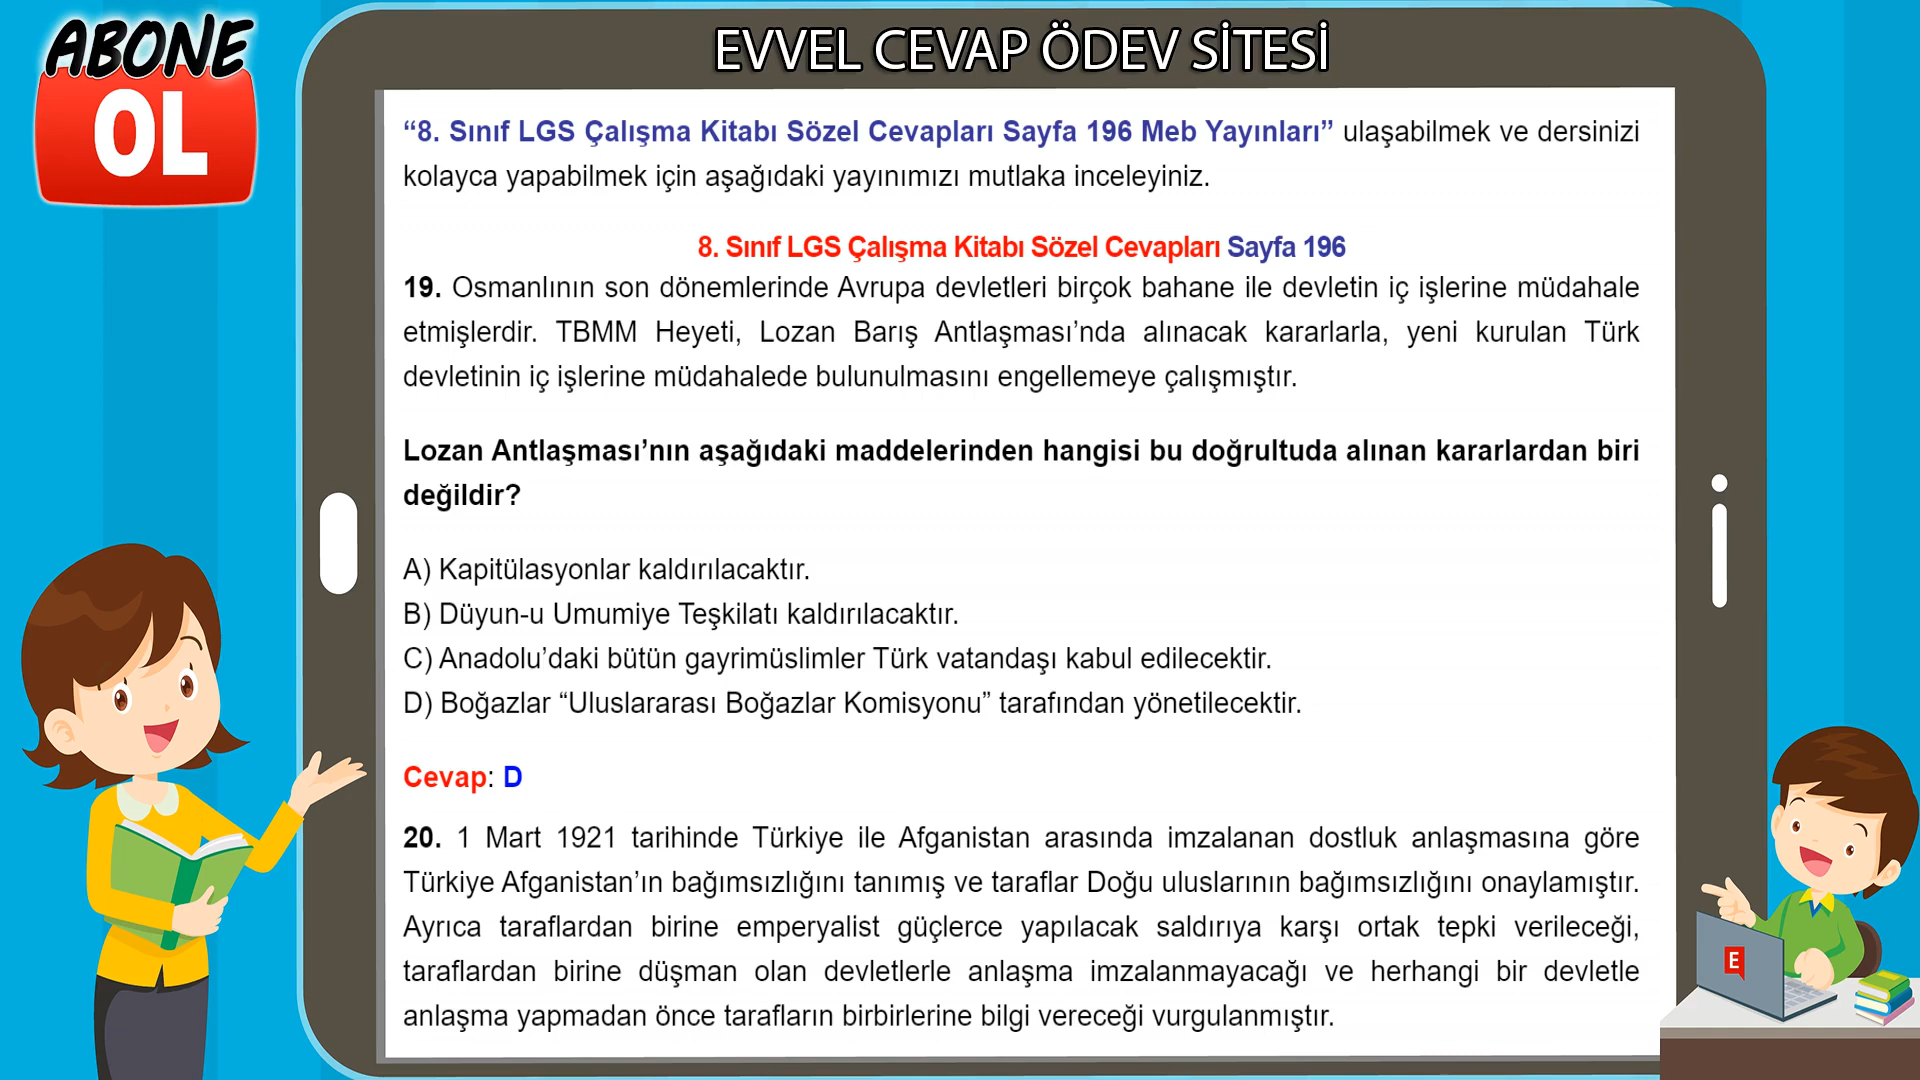 ABONE
OL
EVVEL CEVAP ÖDEV SİTESİ
“8. Sınıf LGS Çalışma Kitabı Sözel Cevapları Sayfa 196 Meb Yayınları” ulaşabilmek ve dersinizi
kolayca yapabilmek için aşağıdaki yayınımızı mutlaka inceleyiniz.
8. Sınıf LGS Çalışma Kitabı Sözel Cevapları Sayfa 196
19. Osmanlının son dönemlerinde Avrupa devletleri birçok bahane ile devletin iç işlerine müdahale
etmişlerdir. TBMM Heyeti, Lozan Barış Antlaşması’nda alınacak kararlarla, yeni kurulan Türk
devletinin iç işlerine müdahalede bulunulmasını engellemeye çalışmıştır.
Lozan Antlaşması’nın aşağıdaki maddelerinden hangisi bu doğrultuda alınan kararlardan biri
değildir?
A) Kapitülasyonlar kaldırılacaktır.
B) Düyun-u Umumiye Teşkilatı kaldırılacaktır.
C) Anadolu’daki bütün gayrimüslimler Türk vatandaşı kabul edilecektir.
D) Boğazlar “Uluslararası Boğazlar Komisyonu” tarafından yönetilecektir.
Cevap: D
20. 1 Mart 1921 tarihinde Türkiye ile Afganistan arasında imzalanan dostluk anlaşmasına göre
Türkiye Afganistan’ın bağımsızlığını tanımış ve taraflar Doğu uluslarının bağımsızlığını onaylamıştır.
Ayrıca taraflardan birine emperyalist güçlerce yapılacak saldırıya karşı ortak tepki verileceği,
taraflardan birine düşman olan devletlerle anlaşma imzalanmayacağı ve herhangi bir devletle
anlaşma yapmadan önce tarafların birbirlerine bilgi vereceği vurgulanmıştır.
E